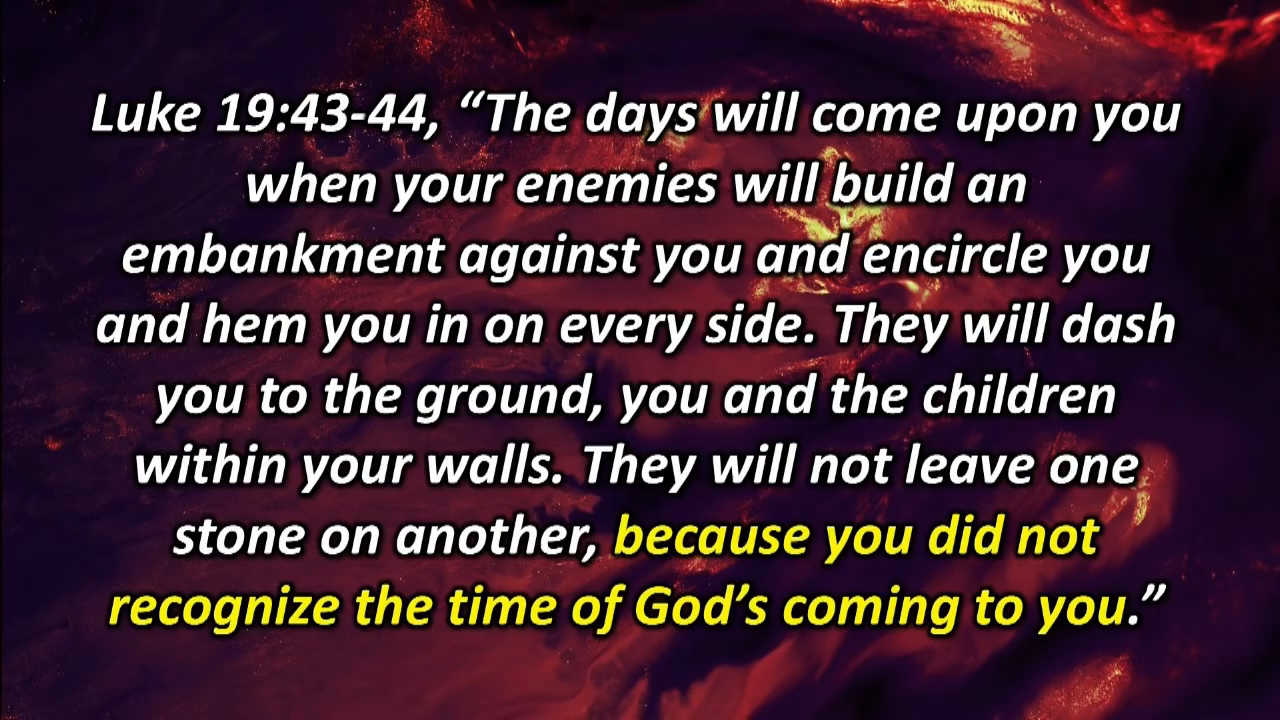 Luke 19:43-44, “The days will come upon you
when your enemies will build an
embankment against you and encircle you
and hem you in on every side. They will dash
you to the ground, you and the children
within your walls. They will not leave one
stone on another, because you did not
recognize the time of God’s coming to you.”